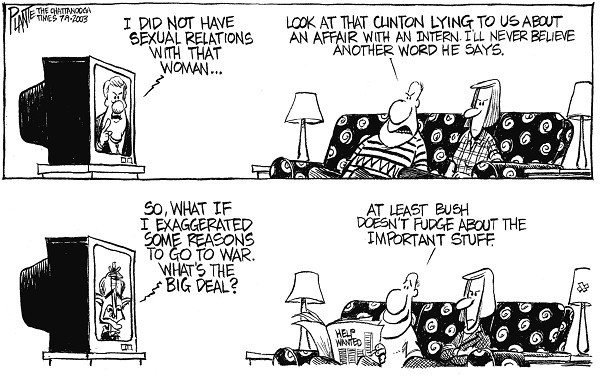 PLANTE THE CHATTANOOGA
TIMES 7-9-2003
I DID NOT HAVE
SEXUAL RELATIONS
WITH THAT
WOMAN...
LOOK AT THAT CLINTON LYING TO US ABOUT
AN AFFAIR WITH AN INTERN. I'LL NEVER BELIEVE
ANOTHER WORD HE SAYS.
SO, WHAT IF
I EXAGGERATED
SOME REASONS
TO GO TO WAR.
WHAT'S THE
BIG DEAL?
AT LEAST BUSH
DOESN'T FUDGE ABOUT THE
IMPORTANT STUFF.
HELP
WANTED